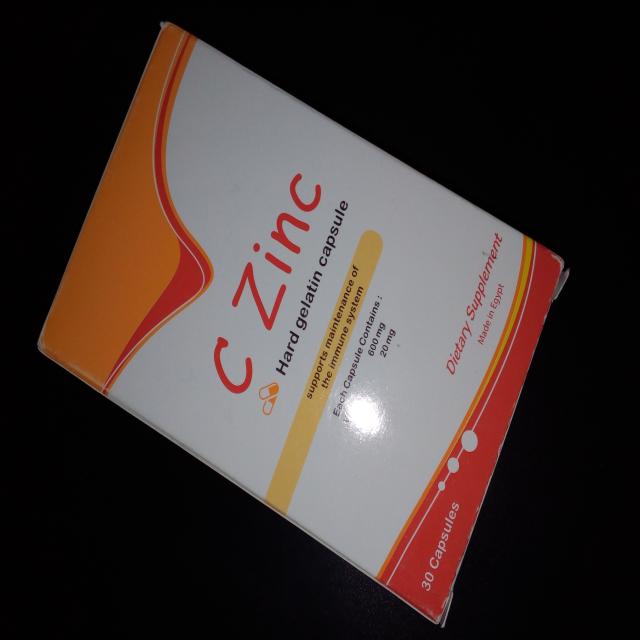 C Zinc
Hard gelatin capsule
supports maintenance of
the immune system
Each Capsule Contains :
600 mg
20 mg
Dietary Supplement
Made in Egypt
30 Capsules